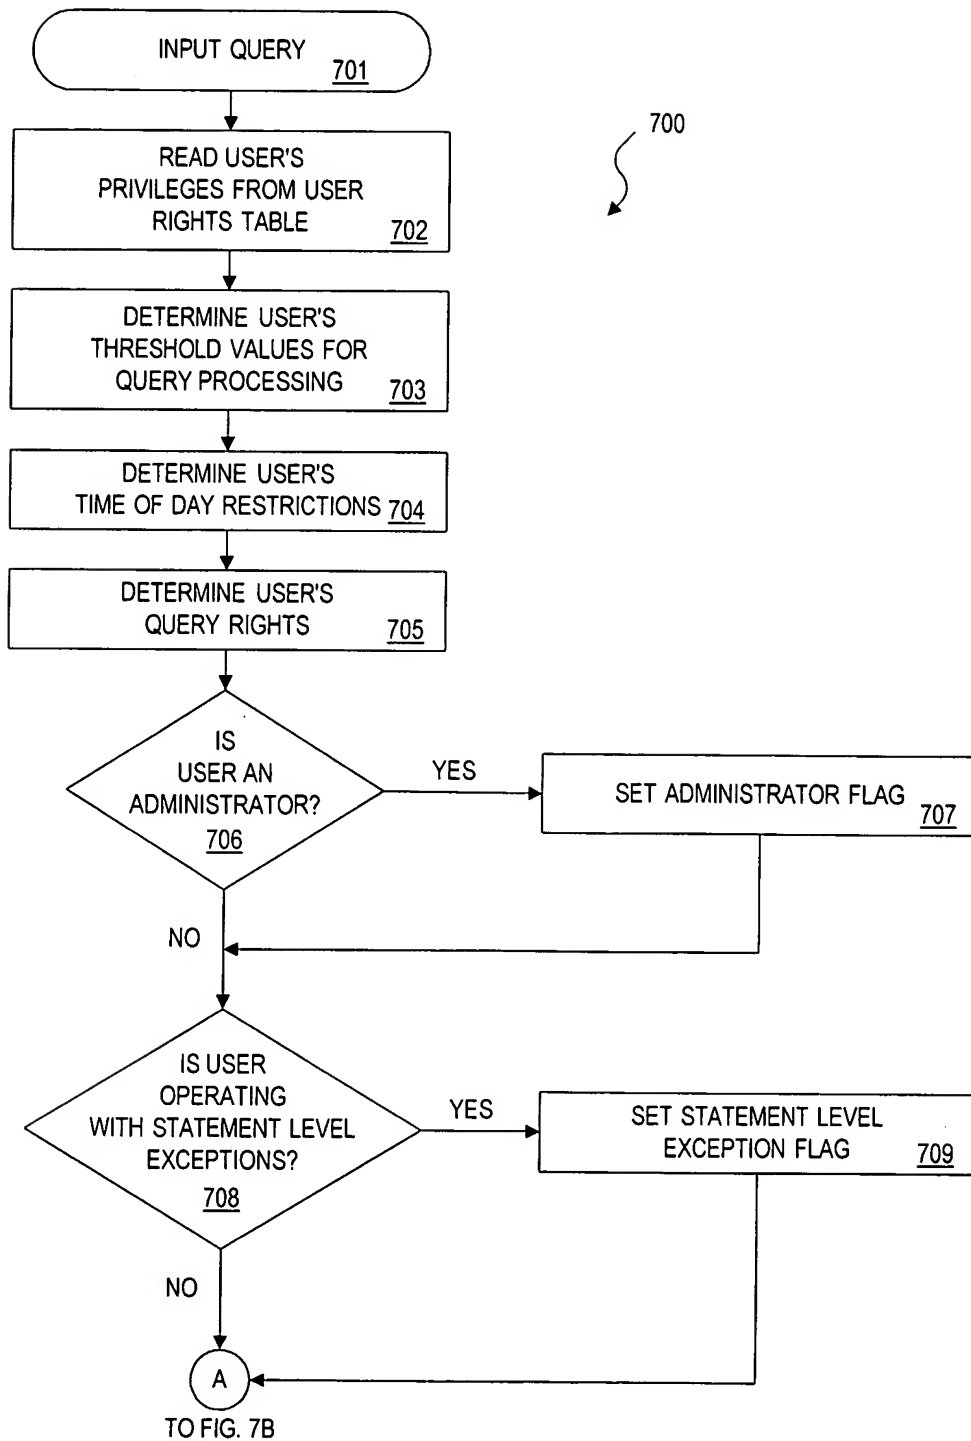 INPUT QUERY
701
700
READ USER'S
PRIVILEGES FROM USER
RIGHTS TABLE
702
DETERMINE USER'S
THRESHOLD VALUES FOR
QUERY PROCESSING
703
DETERMINE USER'S
TIME OF DAY RESTRICTIONS 704
DETERMINE USER'S
QUERY RIGHTS
705
IS
USER AN
ADMINISTRATOR?
706
YES
SET ADMINISTRATOR FLAG
707
NO
IS USER
OPERATING
WITH STATEMENT LEVEL
EXCEPTIONS?
708
YES
SET STATEMENT LEVEL
EXCEPTION FLAG
709
NO
A
TO FIG. 7B